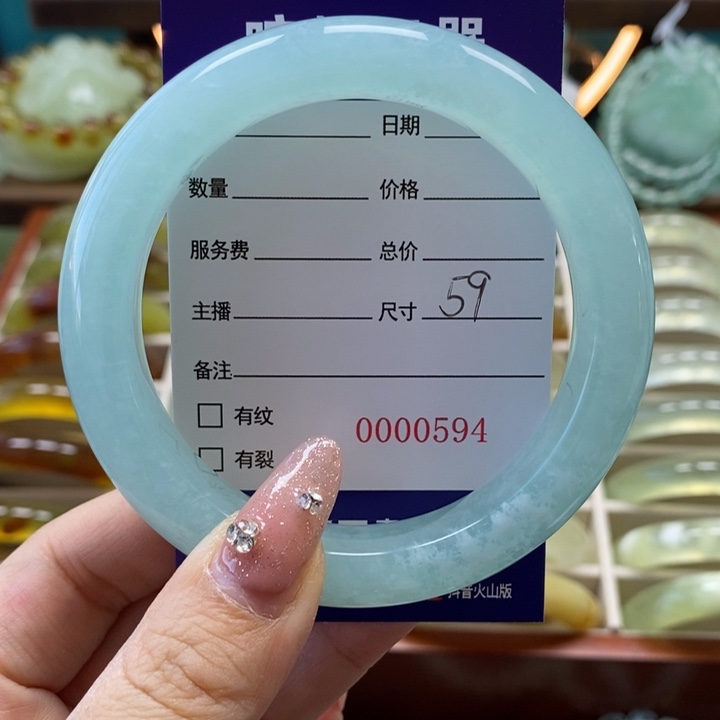 日期
数量 价格
服务费 总价
主播 尺寸 59
备注
有纹
0000594
有裂
抖音火山版